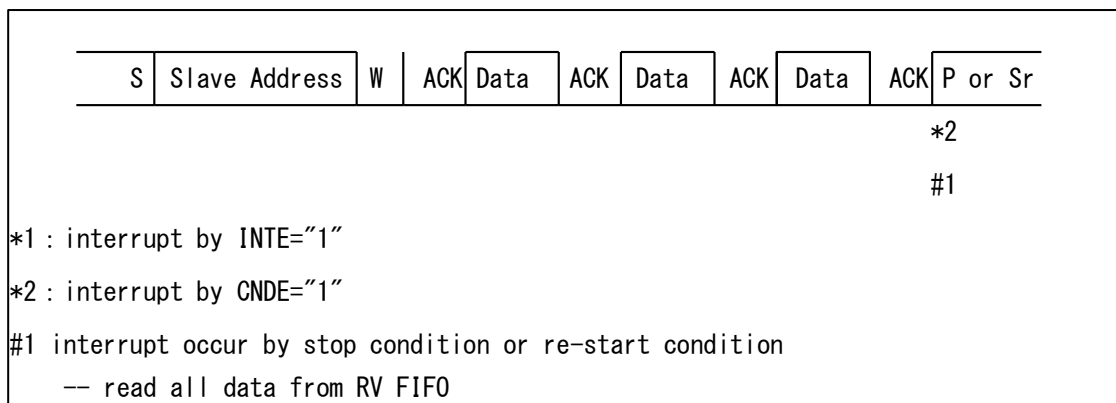 S Slave Address W ACK Data ACK Data ACK Data ACK P or Sr
*2
#1
*1：interrupt by INTE="1"
*2：interrupt by CNDE="1"
#1 interrupt occur by stop condition or re-start condition
-- read all data from RV FIFO